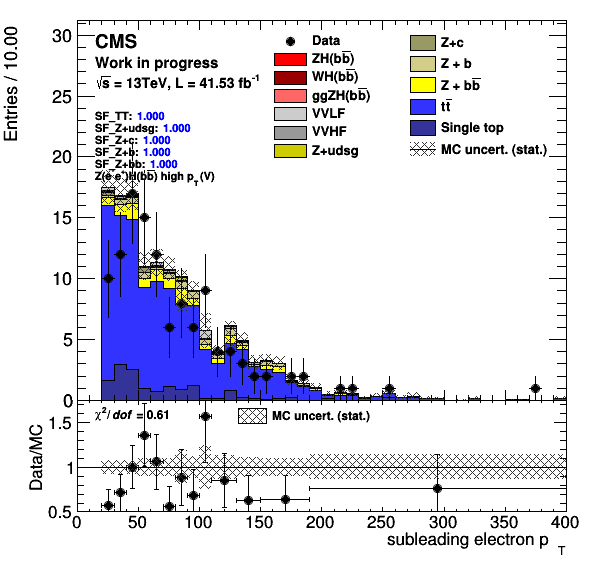 Entries / 10.00
30
25
20
15
10
5
0
CMS
Work in progress
√s = 13TeV, L = 41.53 fb⁻¹
SF_TT: 1.000
SF_Z+udsg: 1.000
SF_Z+c: 1.000
SF_Z+b: 1.000
SF_Z+bb: 1.000
Z(e⁻e⁺)H(bb̅) high p_T(V)
Data
ZH(bb̅)
WH(bb̅)
ggZH(bb̅)
VVLF
VVHF
Z+udsg
Z+c
Z + b
Z + bb̅
tt̅
Single top
MC uncert. (stat.)
Data/MC
1.5
1
0.5
χ²/dof = 0.61
MC uncert. (stat.)
0 50 100 150 200 250 300 350 400
subleading electron p_T